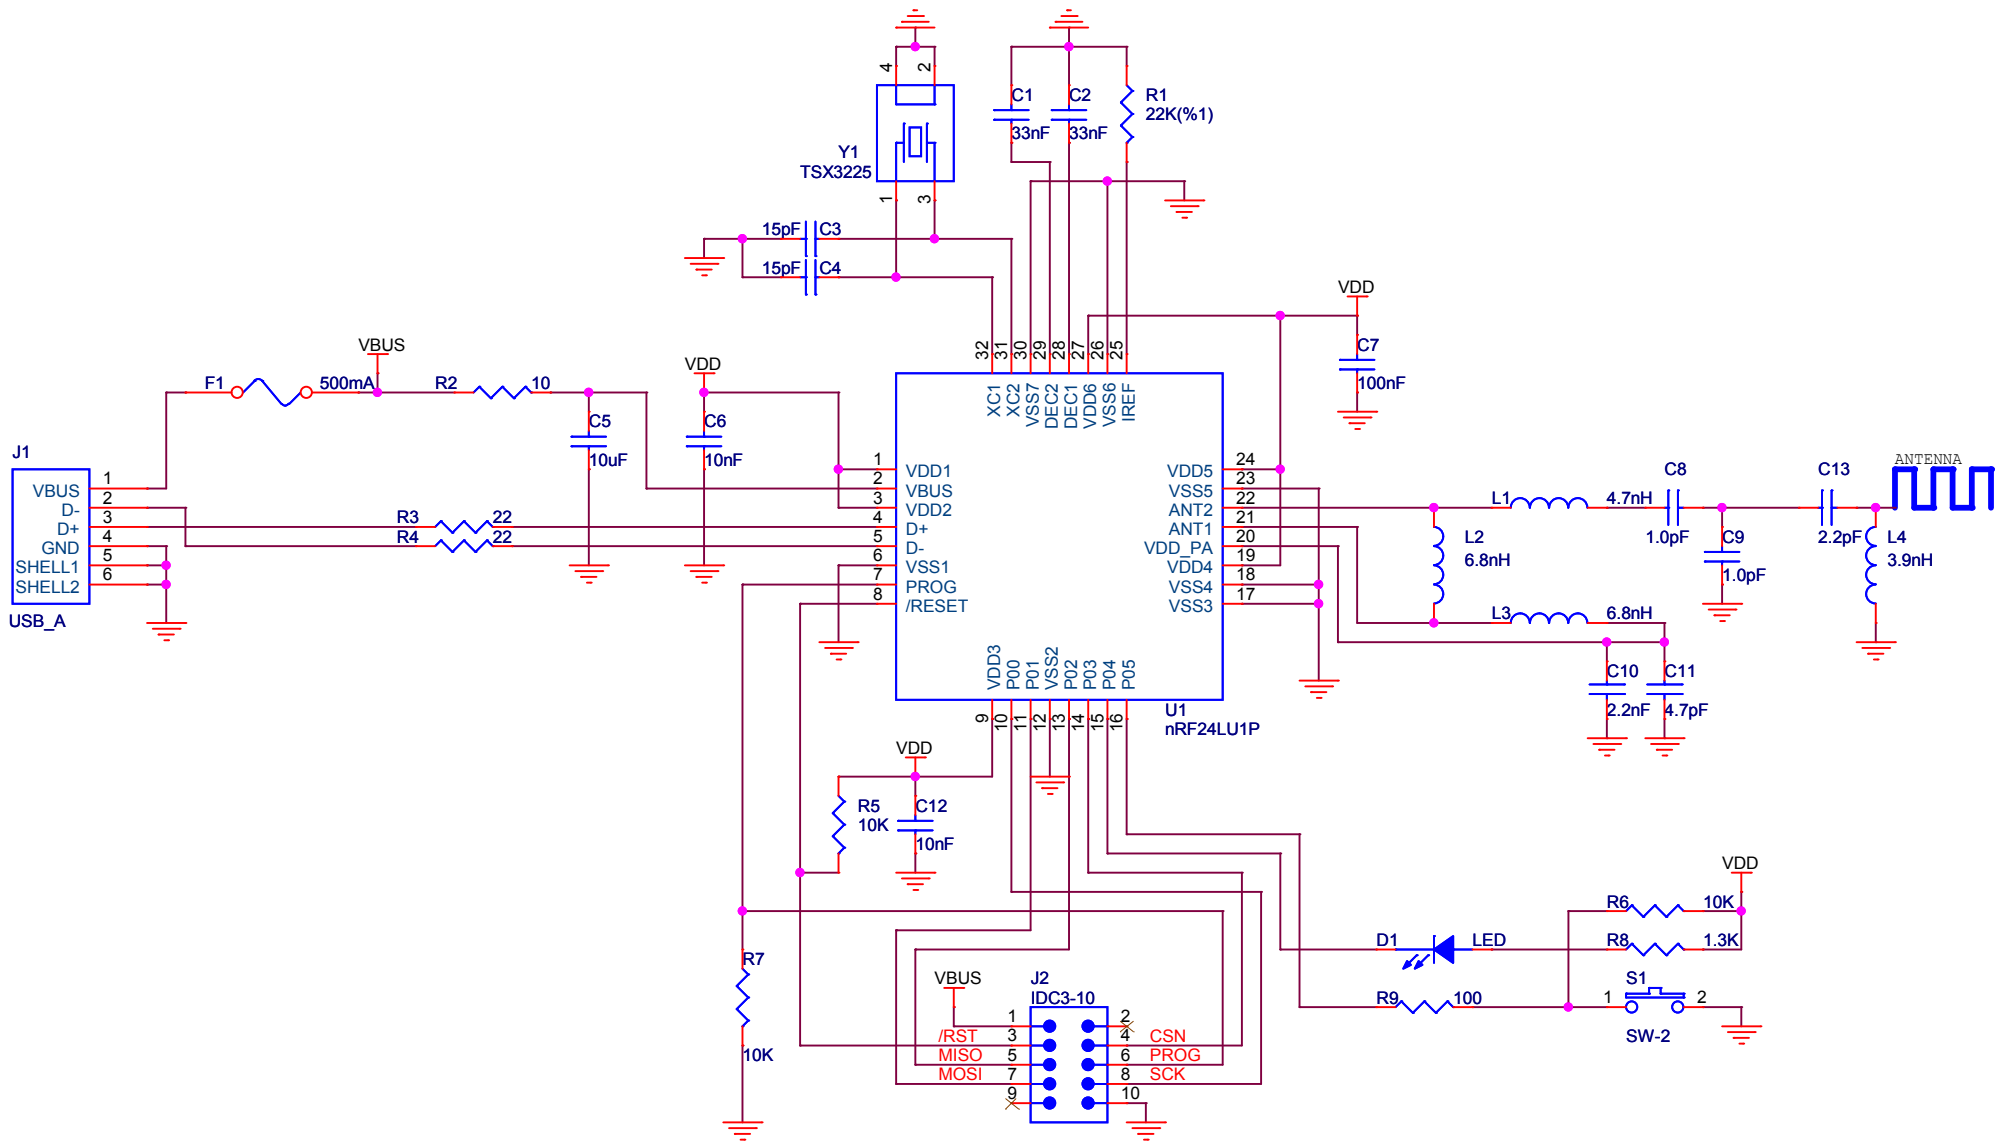 4
2
C1
33nF
C2
33nF
R1
22K(%1)
Y1
TSX3225
1
3
15pF C3
15pF C4
VDD
C7
100nF
VBUS
F1
500mA
R2
10
C5
10uF
VDD
C6
10nF
32
31
30
29
28
27
26
25
XC1
XC2
VSS7
DEC2
DEC1
VDD6
VSS6
IREF
J1
VBUS 1
D- 2
D+ 3
GND 4
SHELL1 5
SHELL2 6
USB_A
R3 22
R4 22
1 VDD1
2 VBUS
3 VDD2
4 D+
5 D-
6 VSS1
7 PROG
8 /RESET
VDD5 24
VSS5 23
ANT2 22
ANT1 21
VDD_PA 20
VDD4 19
VSS4 18
VSS3 17
L1 4.7nH
L2
6.8nH
L3 6.8nH
C8
1.0pF
C9
1.0pF
C13
2.2pF
ANTENNA
L4
3.9nH
C10
2.2nF
C11
4.7pF
VDD3
P00
P01
VSS2
P02
P03
P04
P05
9
10
11
12
13
14
15
16
U1
nRF24LU1P
VDD
R5
10K
C12
10nF
R7
10K
VBUS
J2
IDC3-10
1
2
/RST 3
4 CSN
MISO 5
6 PROG
MOSI 7
8 SCK
9
10
VDD
R6 10K
D1 LED
R8 1.3K
R9 100
S1
1
2
SW-2